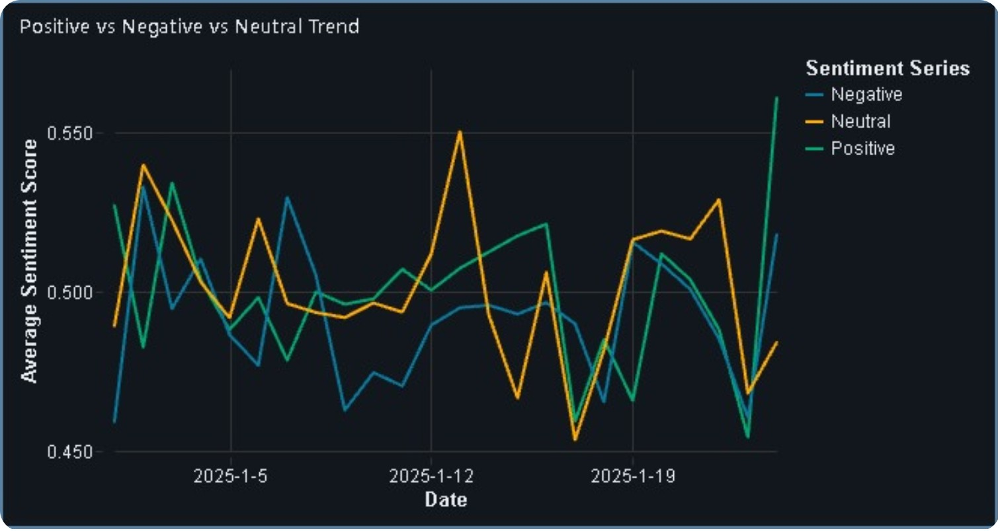 Positive vs Negative vs Neutral Trend
Sentiment Series
Negative
Neutral
Positive
Average Sentiment Score
0.550
0.500
0.450
2025-1-5
2025-1-12
2025-1-19
Date